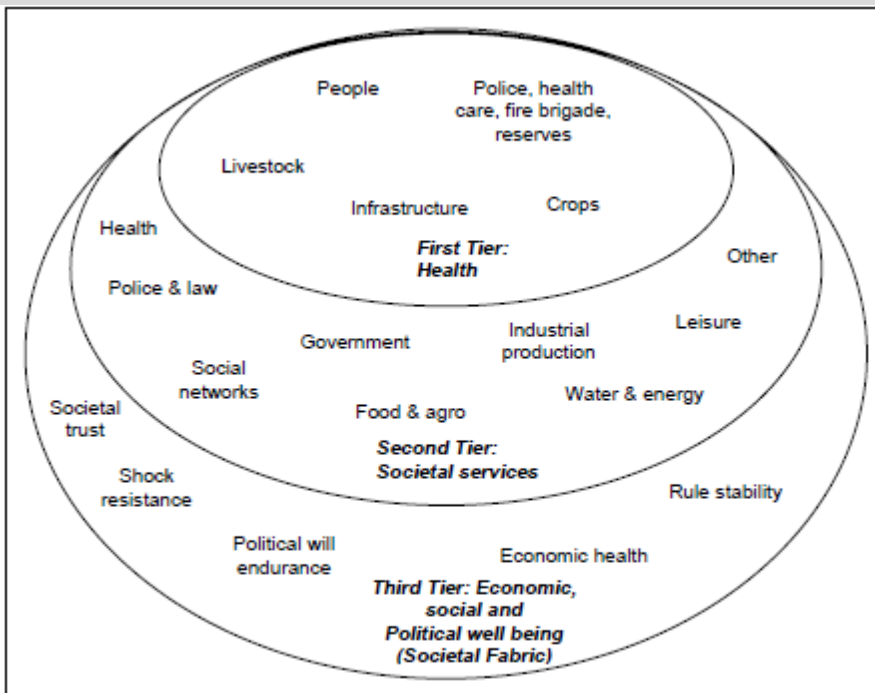 People
Police, health
care, fire brigade,
reserves
Livestock
Infrastructure
Crops
First Tier:
Health
Health
Other
Police & law
Government
Industrial
production
Leisure
Social
networks
Water & energy
Food & agro
Societal
trust
Second Tier:
Societal services
Shock
resistance
Rule stability
Political will
endurance
Economic health
Third Tier: Economic,
social and
Political well being
(Societal Fabric)